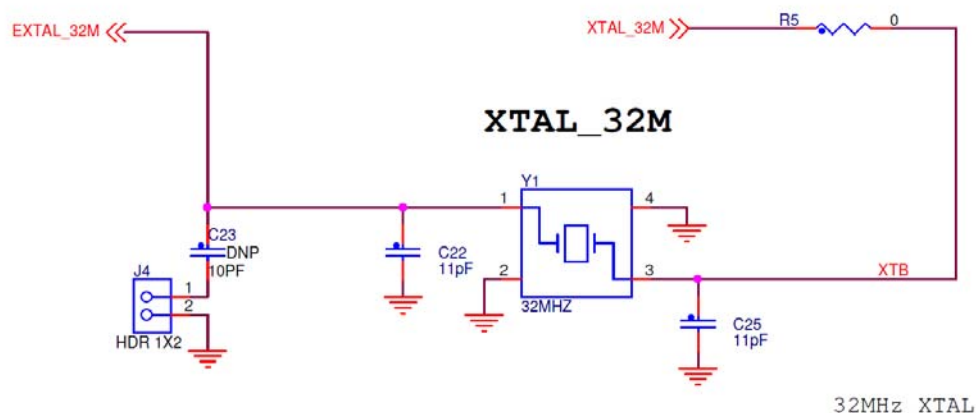 EXTAL_32M
XTAL_32M
R5
0
XTAL_32M
Y1
1
4
C23
DNP
10PF
C22
11pF
J4
1
2
HDR 1X2
2
3
XTB
32MHZ
C25
11pF
32MHz XTAL